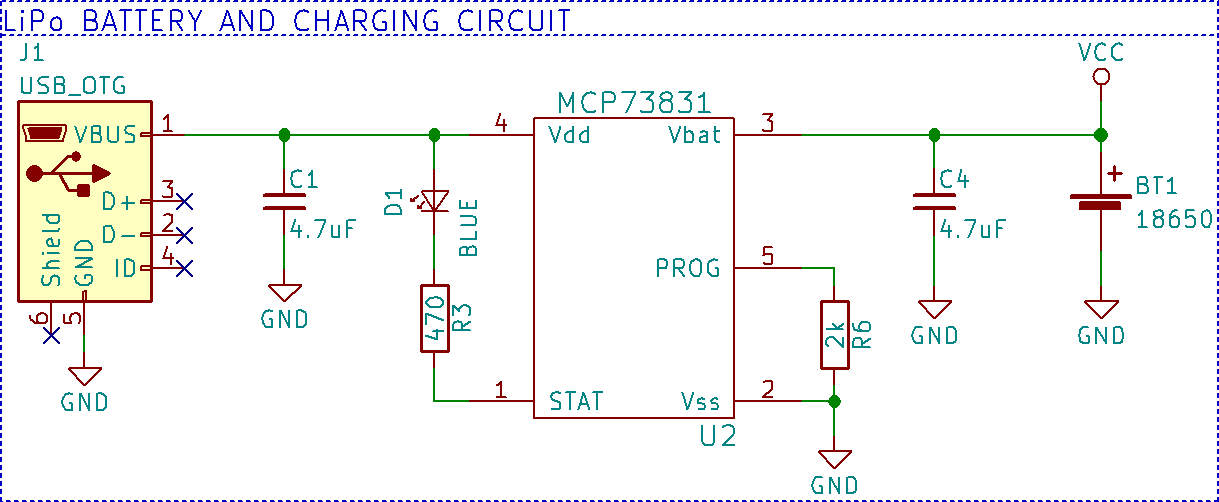 LiPo BATTERY AND CHARGING CIRCUIT
J1
USB_OTG
VBUS 1
D+ 3
D- 2
ID 4
Shield
GND
6
5
GND
C1
4.7uF
GND
D1
BLUE
470
R3
MCP73831
4 Vdd
Vbat 3
PROG 5
1 STAT
Vss 2
U2
2k
R6
GND
C4
4.7uF
GND
VCC
+
BT1
18650
GND